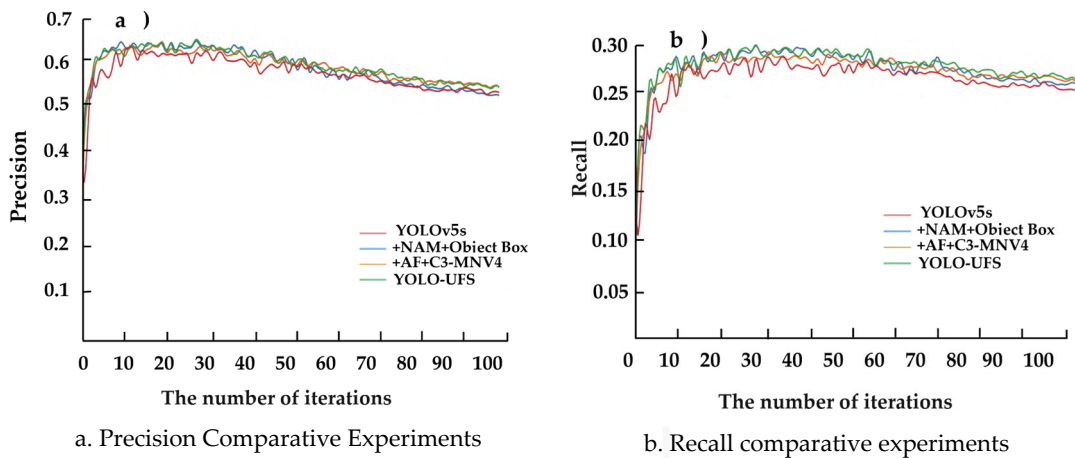 a )
0.7
0.6
0.5
0.4
0.3
0.2
0.1
Precision
YOLOv5s
+NAM+Obiect Box
+AF+C3-MNV4
YOLO-UFS
0 10 20 30 40 50 60 70 80 90 100
The number of iterations
a. Precision Comparative Experiments
b )
0.30
0.25
0.20
0.15
0.10
0.05
Recall
YOLOv5s
+NAM+Obiect Box
+AF+C3-MNV4
YOLO-UFS
0 10 20 30 40 50 60 70 80 90 100
The number of iterations
b. Recall comparative experiments